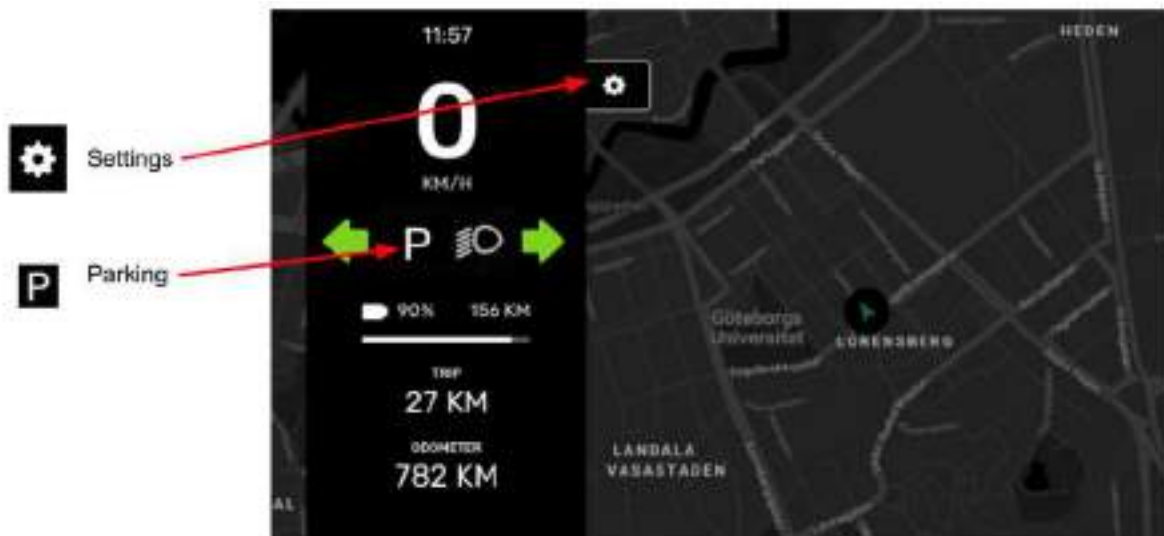 11:57
HEDEN
0
Settings
KM/H
P
Parking
P
90% 156 KM
Göteborgs
Universitet
LORENSBERG
TRIP
27 KM
ODOMETER
782 KM
LANDALA
VASASTADEN
AL